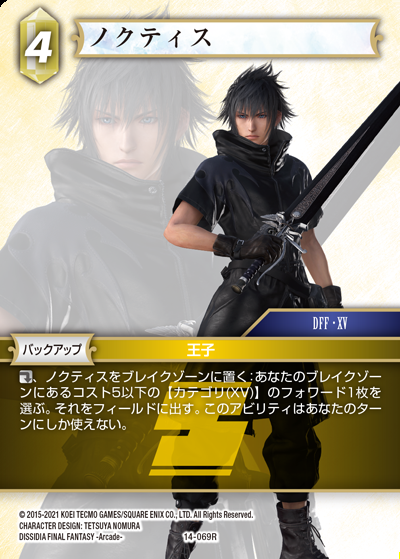 4
ノクティス
DFF・XV
バックアップ
王子
、ノクティスをブレイクゾーンに置く：あなたのブレイクゾ
ーンにあるコスト5以下の【カテゴリ(XV)】のフォワード1枚を
選ぶ。それをフィールドに出す。このアビリティはあなたのター
ンにしか使えない。
© 2015-2021 KOEI TECMO GAMES/SQUARE ENIX CO., LTD. All Rights Reserved.
CHARACTER DESIGN: TETSUYA NOMURA
DISSIDIA FINAL FANTASY -Arcade-
14-069R